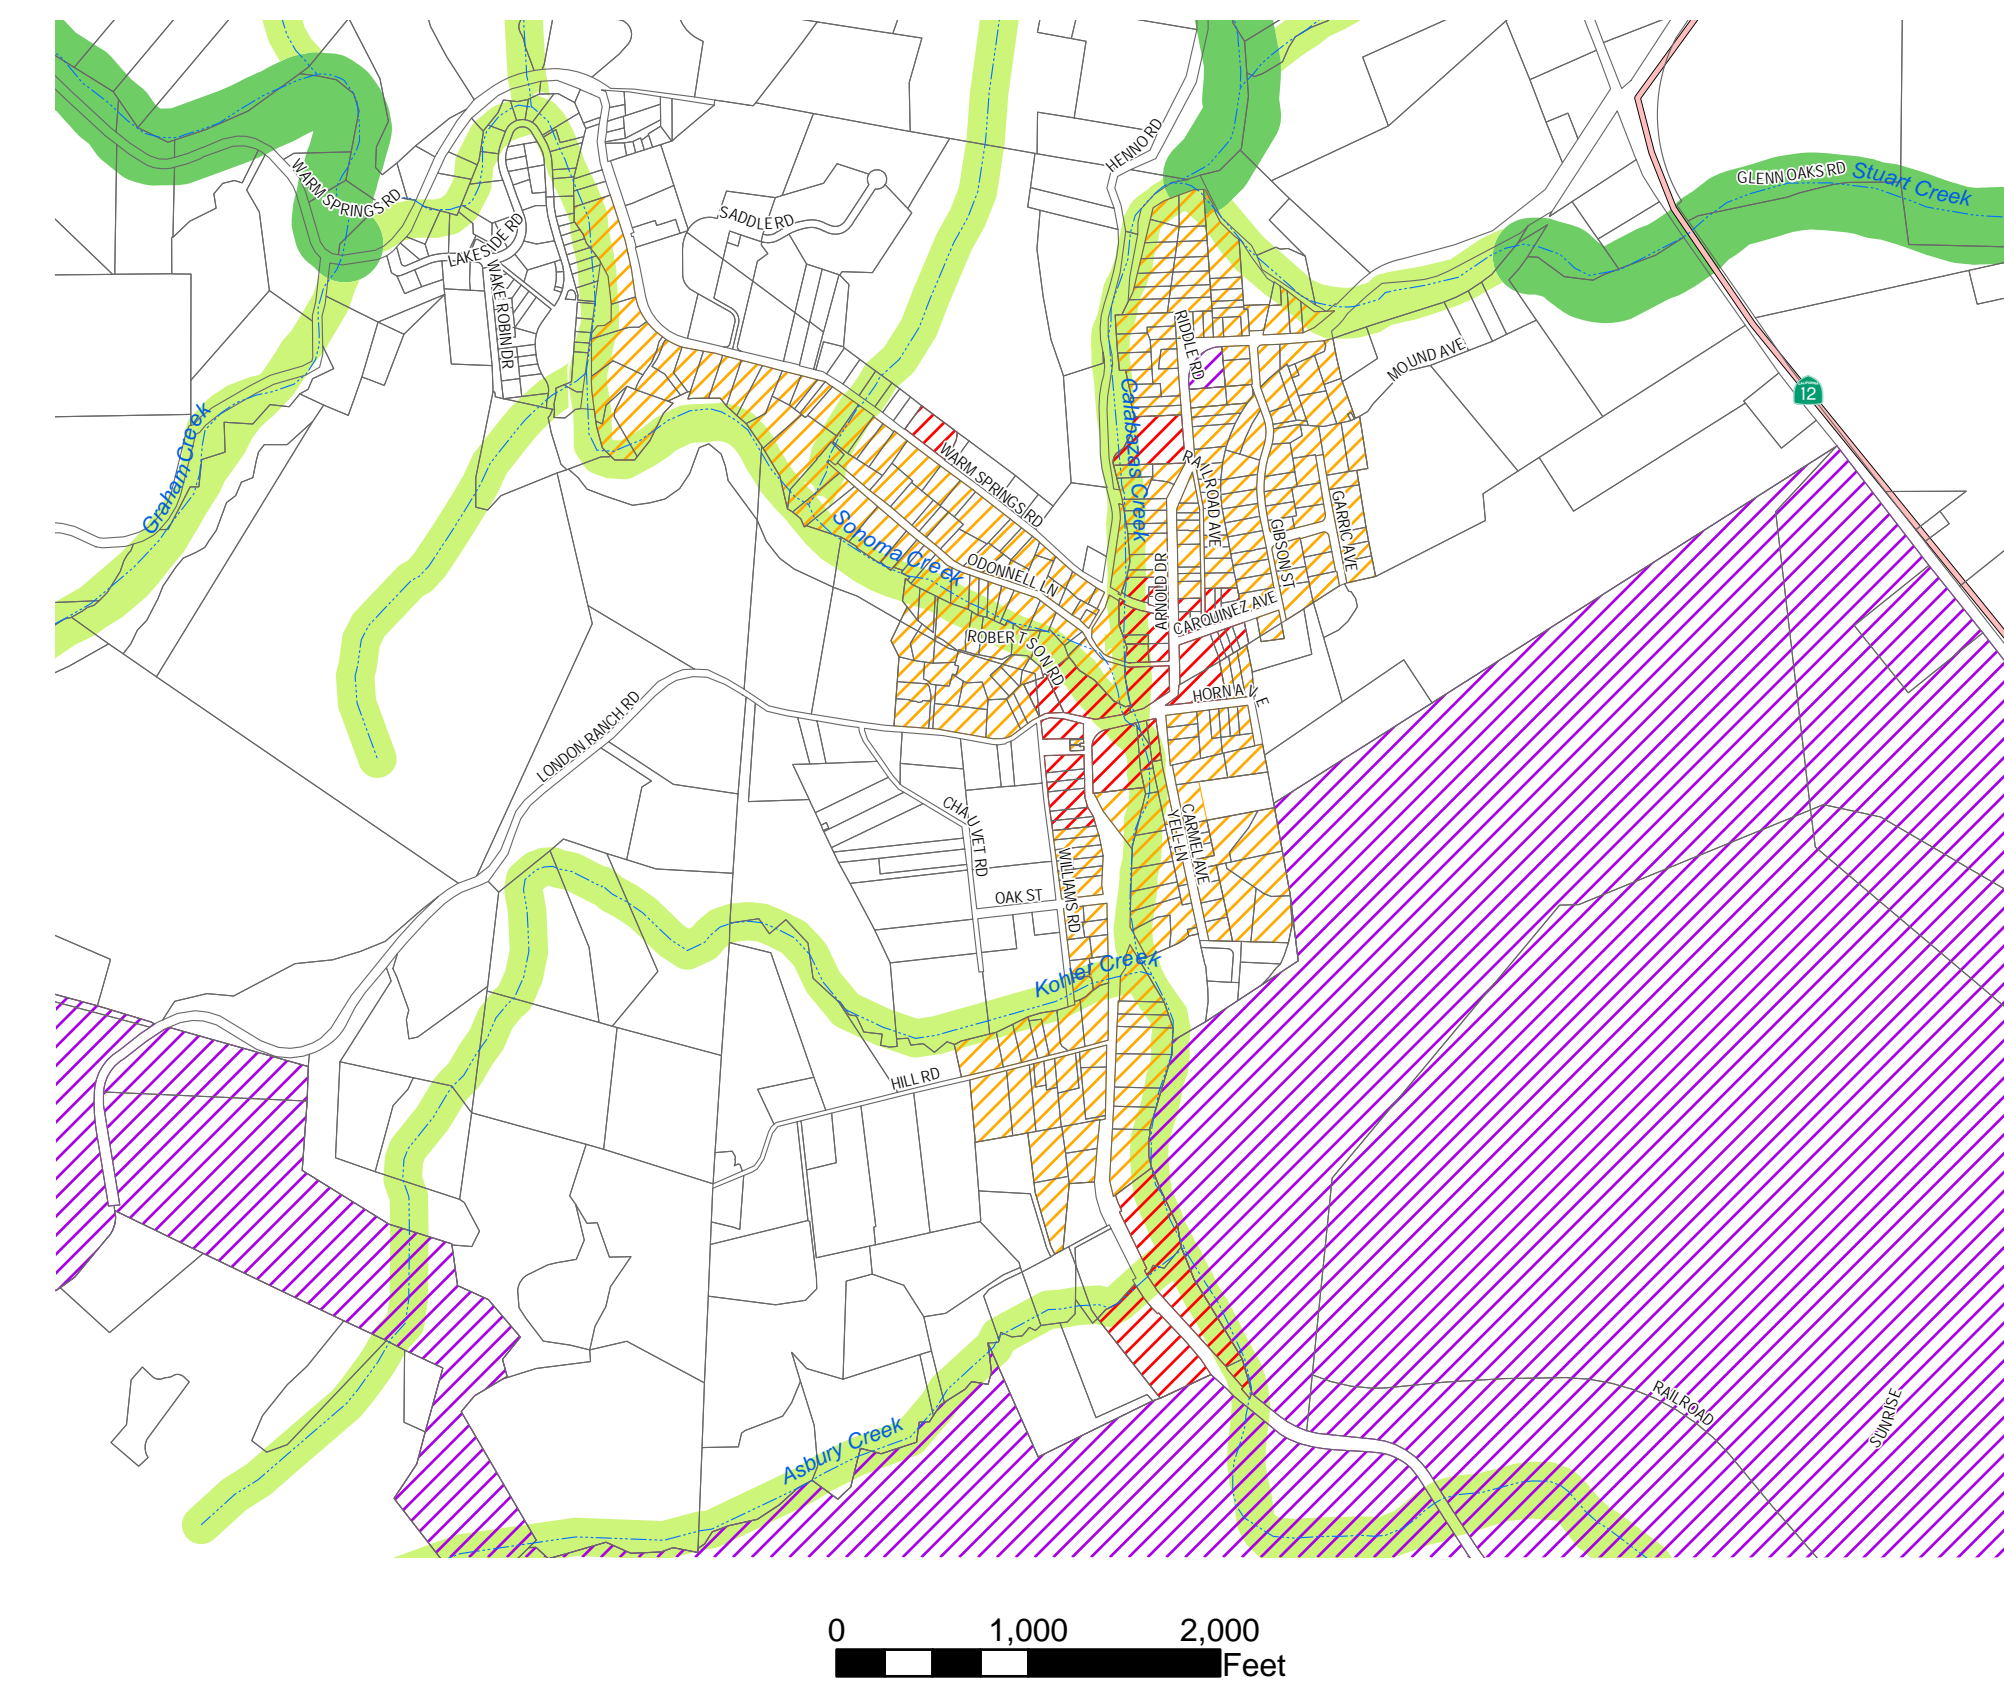 HENNO RD
GLENN OAKS RD
Stuart Creek
WARM SPRINGS RD
SADDLE RD
LAKESIDE RD
WAKE ROBIN DR
RIDDLE RD
MOUND AVE
12
Calabazas Creek
Graham Creek
WARM SPRINGS RD
RAILROAD AVE
GARRIC AVE
GIBSON ST
Sonoma Creek
ODONNELL LN
ARNOLD DR
CARQUINEZ AVE
ROBERTSON RD
HORN AVE
LONDON RANCH RD
CHAUVET RD
CARMEL AVE
YELL LN
WILLIAMS RD
OAK ST
Kohler Creek
HILL RD
RAILROAD
SUNRISE
Asbury Creek
0 1,000 2,000
Feet